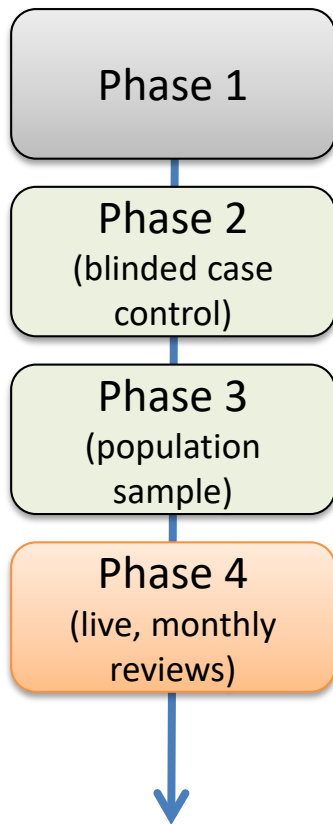 Phase 1
Phase 2
(blinded case
control)
Phase 3
(population
sample)
Phase 4
(live, monthly
reviews)